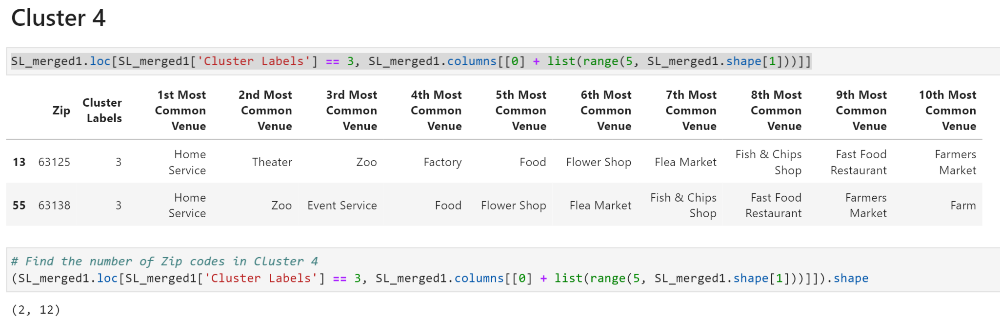 Cluster 4
SL_merged1.loc[SL_merged1['Cluster Labels'] == 3, SL_merged1.columns[[0] + list(range(5, SL_merged1.shape[1]))]]
Zip Cluster Labels 1st Most Common Venue 2nd Most Common Venue 3rd Most Common Venue 4th Most Common Venue 5th Most Common Venue 6th Most Common Venue 7th Most Common Venue 8th Most Common Venue 9th Most Common Venue 10th Most Common Venue
13 63125 3 Home Service Theater Zoo Factory Food Flower Shop Flea Market Fish & Chips Shop Fast Food Restaurant Farmers Market
55 63138 3 Home Service Zoo Event Service Food Flower Shop Flea Market Fish & Chips Shop Fast Food Restaurant Farmers Market Farm
# Find the number of Zip codes in Cluster 4
(SL_merged1.loc[SL_merged1['Cluster Labels'] == 3, SL_merged1.columns[[0] + list(range(5, SL_merged1.shape[1]))]]).shape
(2, 12)